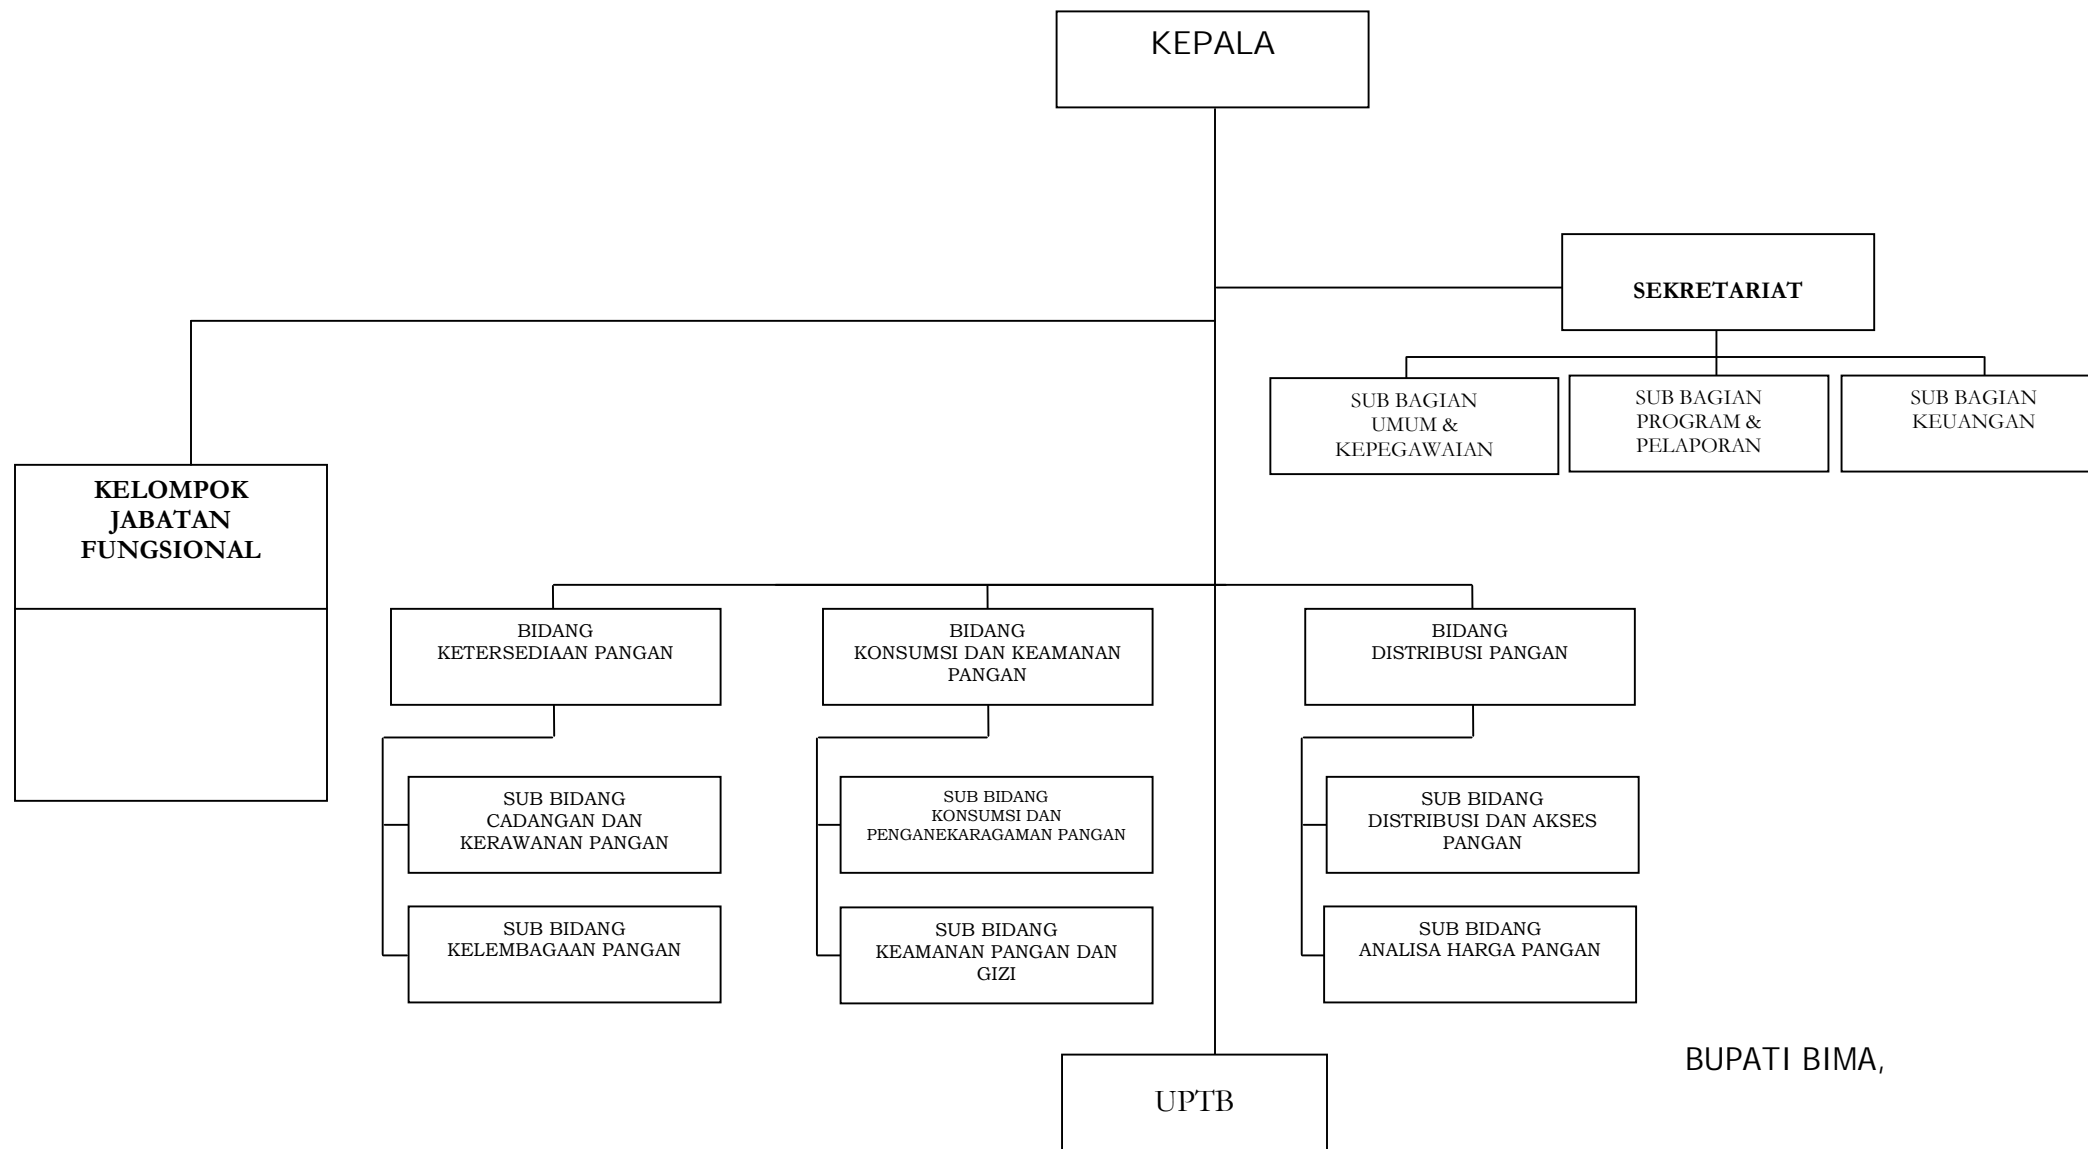 KEPALA
SEKRETARIAT
SUB BAGIAN
UMUM &
KEPEGAWAIAN
SUB BAGIAN
PROGRAM &
PELAPORAN
SUB BAGIAN
KEUANGAN
KELOMPOK
JABATAN
FUNGSIONAL
BIDANG
KETERSEDIAAN PANGAN
BIDANG
KONSUMSI DAN KEAMANAN
PANGAN
BIDANG
DISTRIBUSI PANGAN
SUB BIDANG
CADANGAN DAN
KERAWANAN PANGAN
SUB BIDANG
KONSUMSI DAN
PENGANEKARAGAMAN PANGAN
SUB BIDANG
DISTRIBUSI DAN AKSES
PANGAN
SUB BIDANG
KELEMBAGAAN PANGAN
SUB BIDANG
KEAMANAN PANGAN DAN
GIZI
SUB BIDANG
ANALISA HARGA PANGAN
BUPATI BIMA,
UPTB